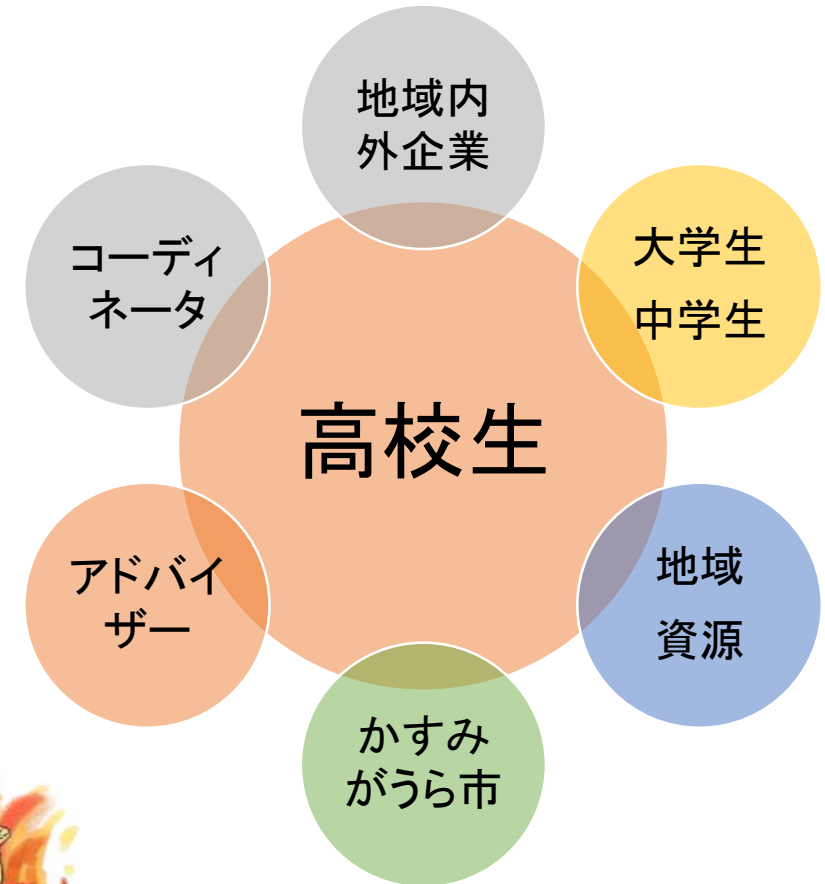 地域内
外企業
大学生
中学生
コーディ
ネータ
高校生
地域
資源
アドバイ
ザー
かすみ
がうら市